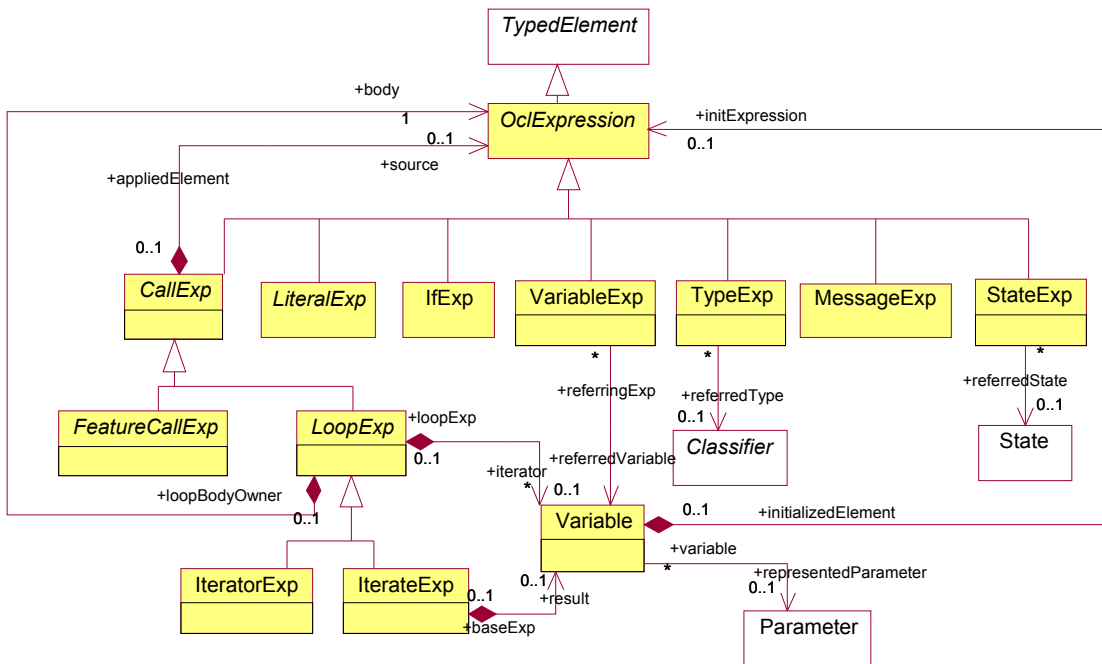 TypedElement
+body
1
OclExpression
+initExpression
0..1
0..1
+source
+appliedElement
0..1
CallExp
LiteralExp
IfExp
VariableExp
TypeExp
MessageExp
StateExp
*
*
*
+referringExp
+referredType
+referredState
0..1
0..1
FeatureCallExp
LoopExp
+loopExp
0..1
Classifier
State
+referredVariable
+iterator
*
0..1
+loopBodyOwner
0..1
Variable
0..1
+initializedElement
+variable
*
+representedParameter
0..1
IteratorExp
IterateExp
0..1
+baseExp
0..1
+result
Parameter